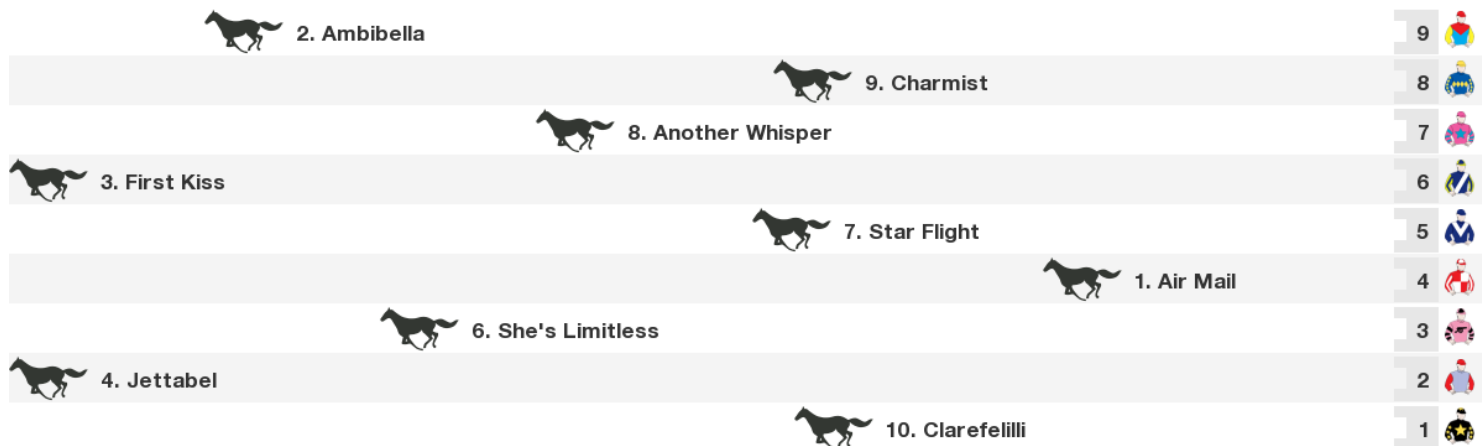 2. Ambibella 9
9. Charmist 8
8. Another Whisper 7
3. First Kiss 6
7. Star Flight 5
1. Air Mail 4
6. She's Limitless 3
4. Jettabel 2
10. Clarefelilli 1